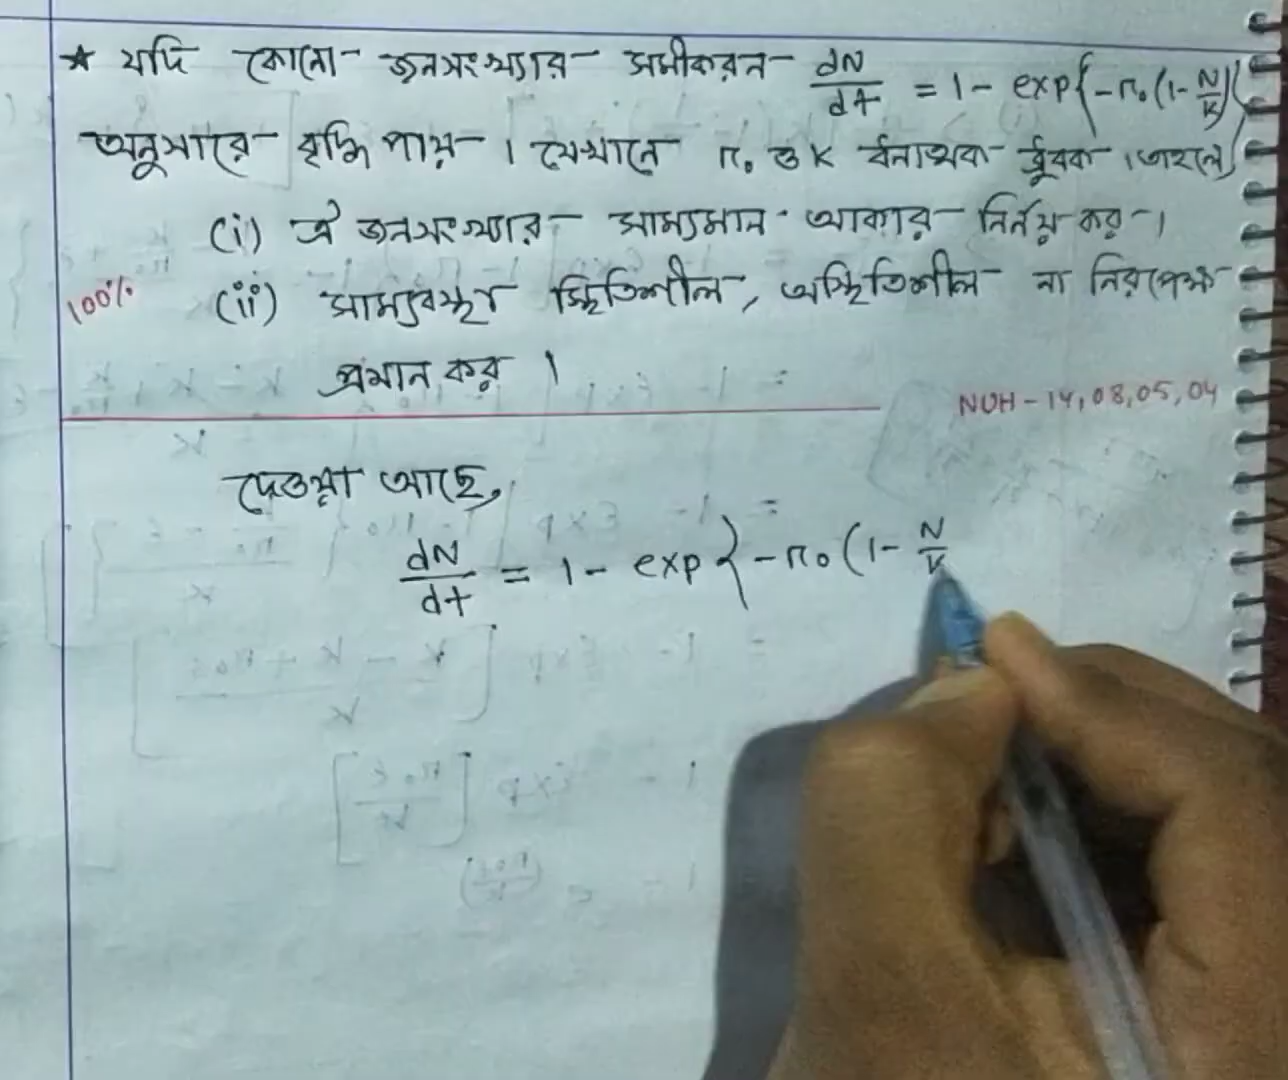 ★ যদি কোনো জনসংখ্যার সমীকরন dN/dt = 1 - exp{-r₀(1-N/K)}
অনুসারে বৃদ্ধি পায়। যেখানে r₀ ও K ধনাত্মক ধ্রুবক। তাহলে,
(i) ঐ জনসংখ্যার সাম্যমান আকার নির্নয় কর।
100%
(ii) সাম্যবস্থা স্থিতিশীল, অস্থিতিশীল না নিরপেক্ষ
প্রমান কর।
NUH-14,08,05,04
দেওয়া আছে,
dN/dt = 1 - exp{-r₀(1-N/K